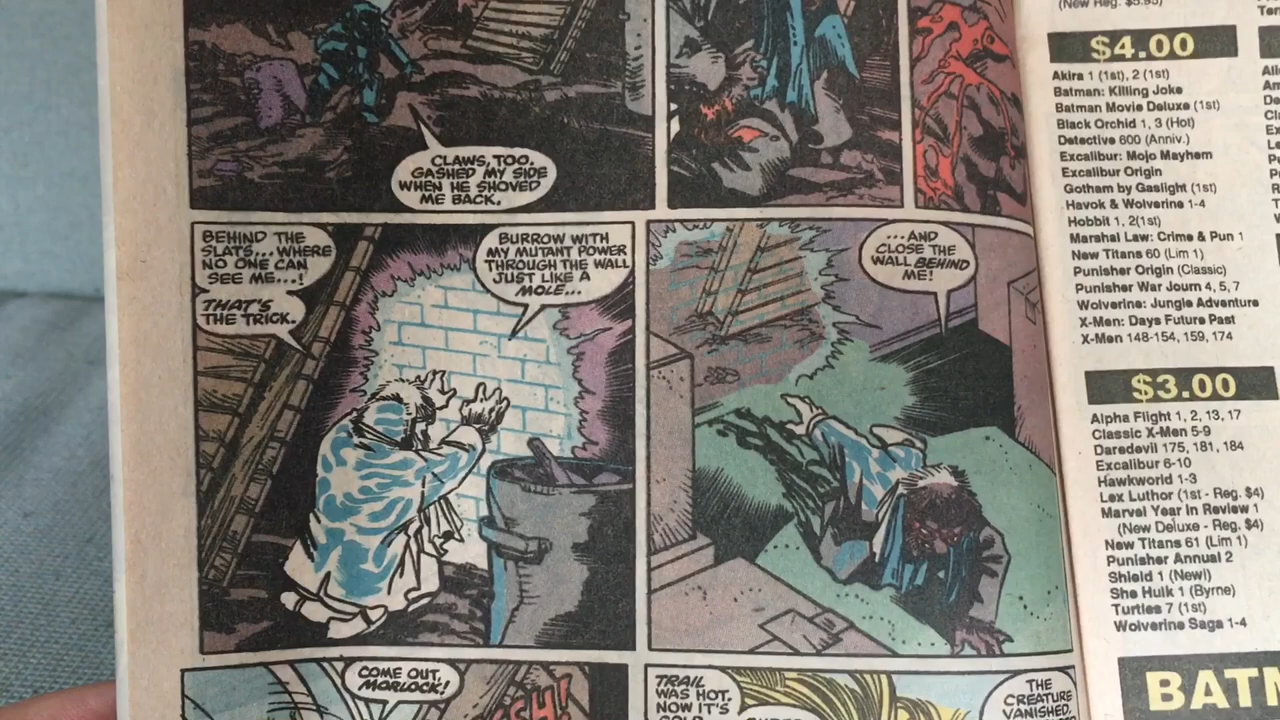 CLAWS, TOO.
GASHED MY SIDE
WHEN HE SHOVED
ME BACK.
BEHIND THE
SLATS...WHERE
NO ONE CAN
SEE ME...!
THAT'S
THE TRICK.
BURROW WITH
MY MUTANT POWER
THROUGH THE WALL
JUST LIKE A
MOLE...
...AND
CLOSE THE
WALL BEHIND
ME!
COME OUT,
MORLOCK!
TRAIL
WAS HOT.
NOW IT'S
THE
CREATURE
VANISHED,
(New Reg. $5.95)
$4.00
Akira 1 (1st), 2 (1st)
Batman: Killing Joke
Batman Movie Deluxe (1st)
Black Orchid 1, 3 (Hot)
Detective 600 (Anniv.)
Excalibur: Mojo Mayhem
Excalibur Origin
Gotham by Gaslight (1st)
Havok & Wolverine 1-4
Hobbit 1, 2(1st)
Marshal Law: Crime & Pun 1
New Titans 60 (Lim 1)
Punisher Origin (Classic)
Punisher War Journ 4, 5, 7
Wolverine: Jungle Adventure
X-Men: Days Future Past
X-Men 148-154, 159, 174
$3.00
Alpha Flight 1, 2, 13, 17
Classic X-Men 5-9
Daredevil 175, 181, 184
Excalibur 6-10
Hawkworld 1-3
Lex Luthor (1st - Reg. $4)
Marvel Year In Review 1
(New Deluxe - Reg. $4)
New Titans 61 (Lim 1)
Punisher Annual 2
Shield 1 (New!)
She Hulk 1 (Byrne)
Turtles 7 (1st)
Wolverine Saga 1-4
BATM